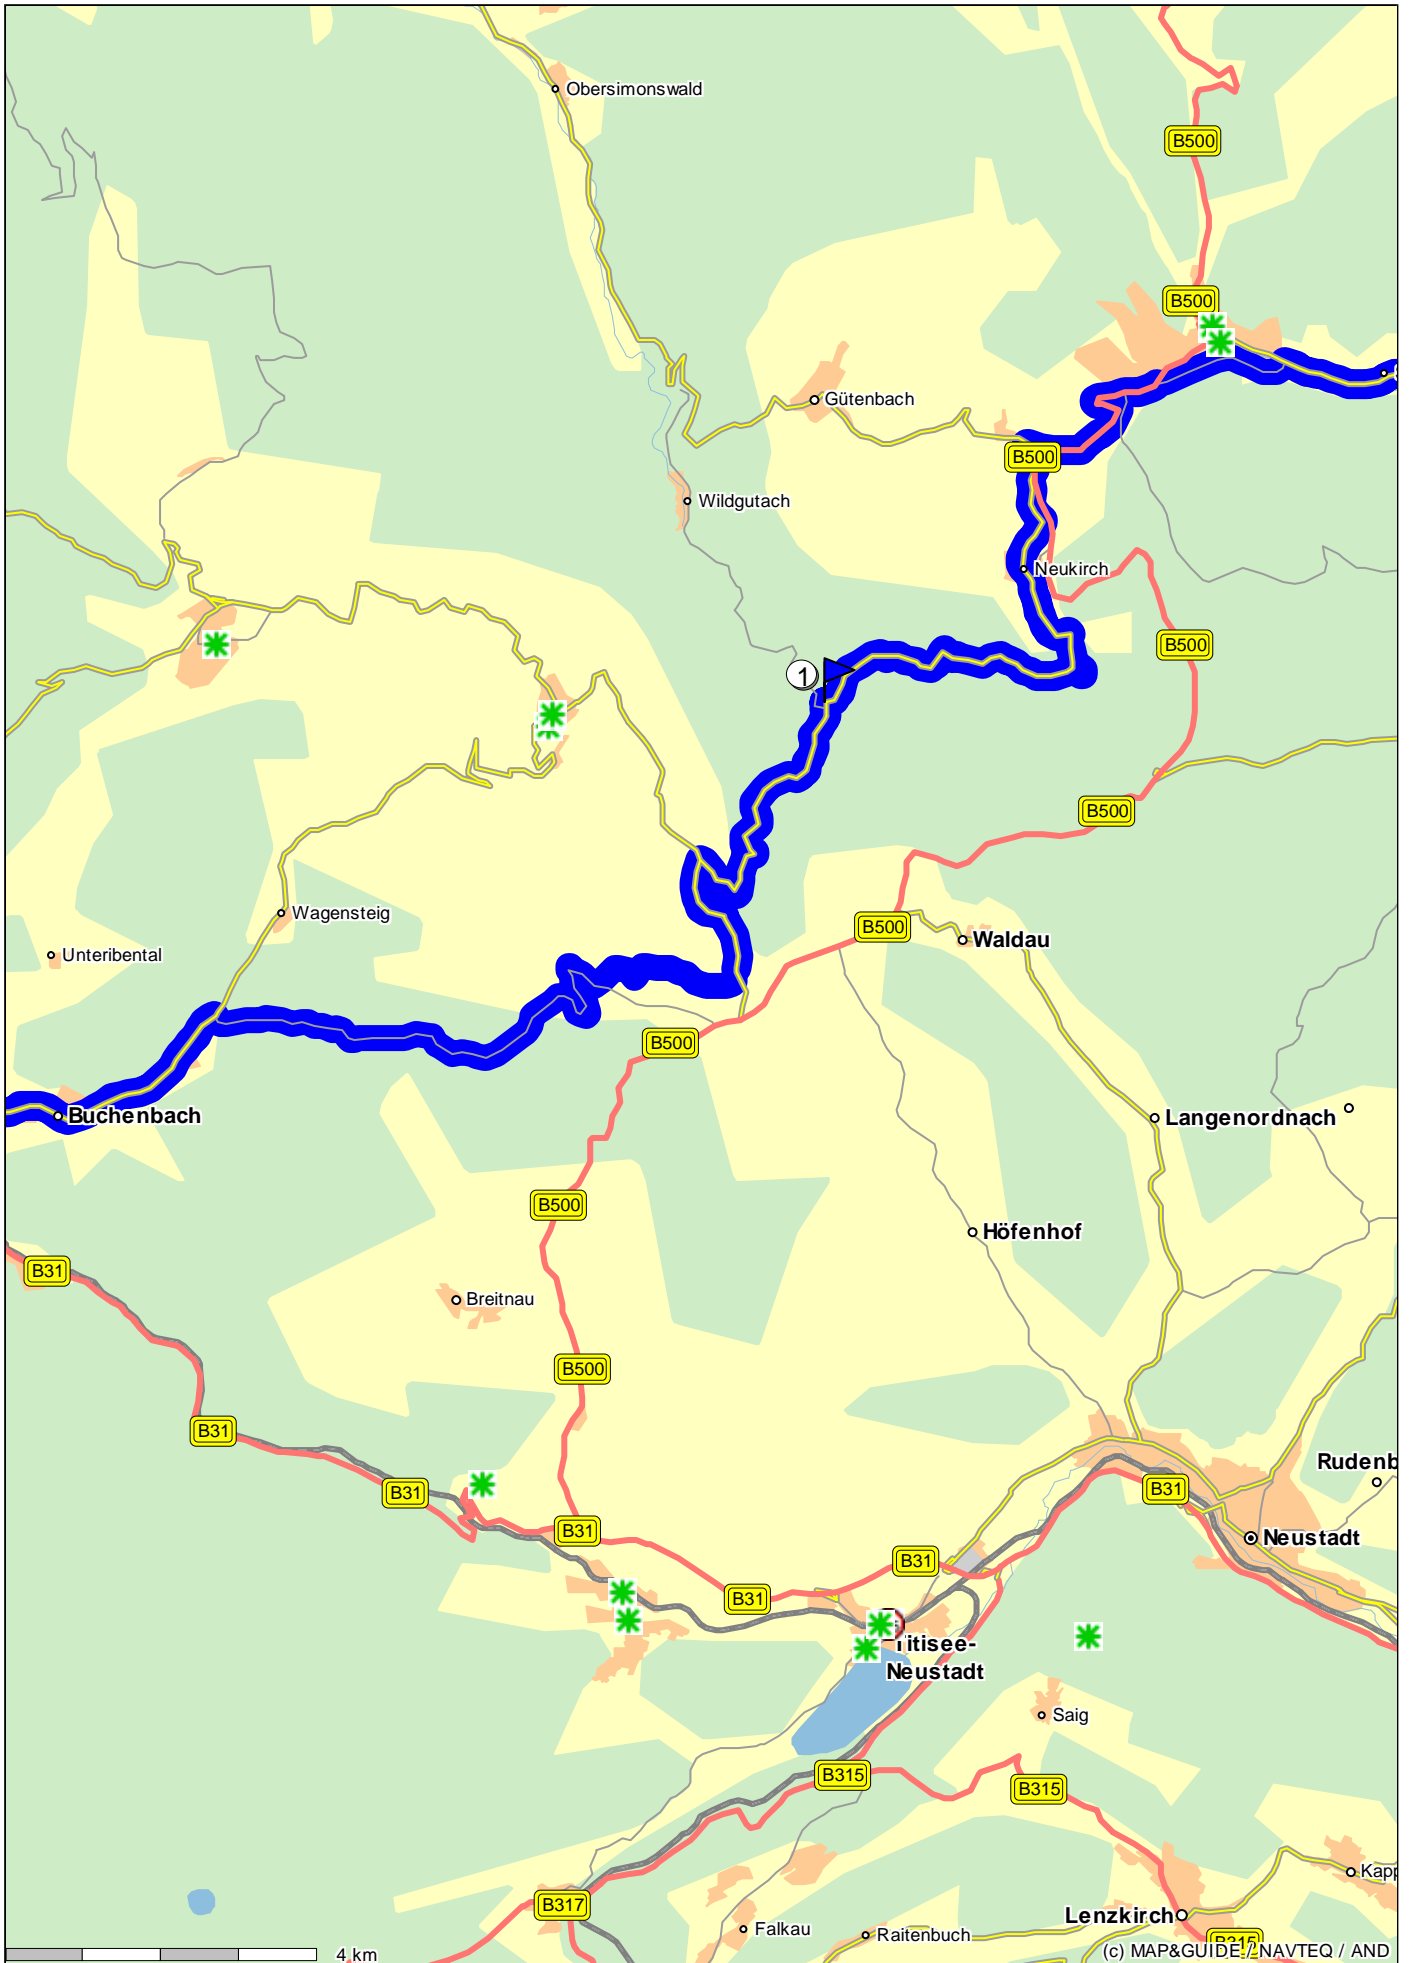 Obersimonswald
B500
B500
Gütenbach
B500
Wildgutach
Neukirch
B500
1
B500
Wagensteig
B500
Waldau
Unteribental
B500
Buchenbach
Langenordnach
B500
Höfenhof
B31
Breitnau
B500
B31
Rudenb
B31
B31
B31
Neustadt
B31
B31
Titisee-
Neustadt
Saig
B315
B315
Kapp
B317
Lenzkirch
Falkau
Raitenbuch
B315
4 km
(c) MAP&GUIDE / NAVTEQ / AND